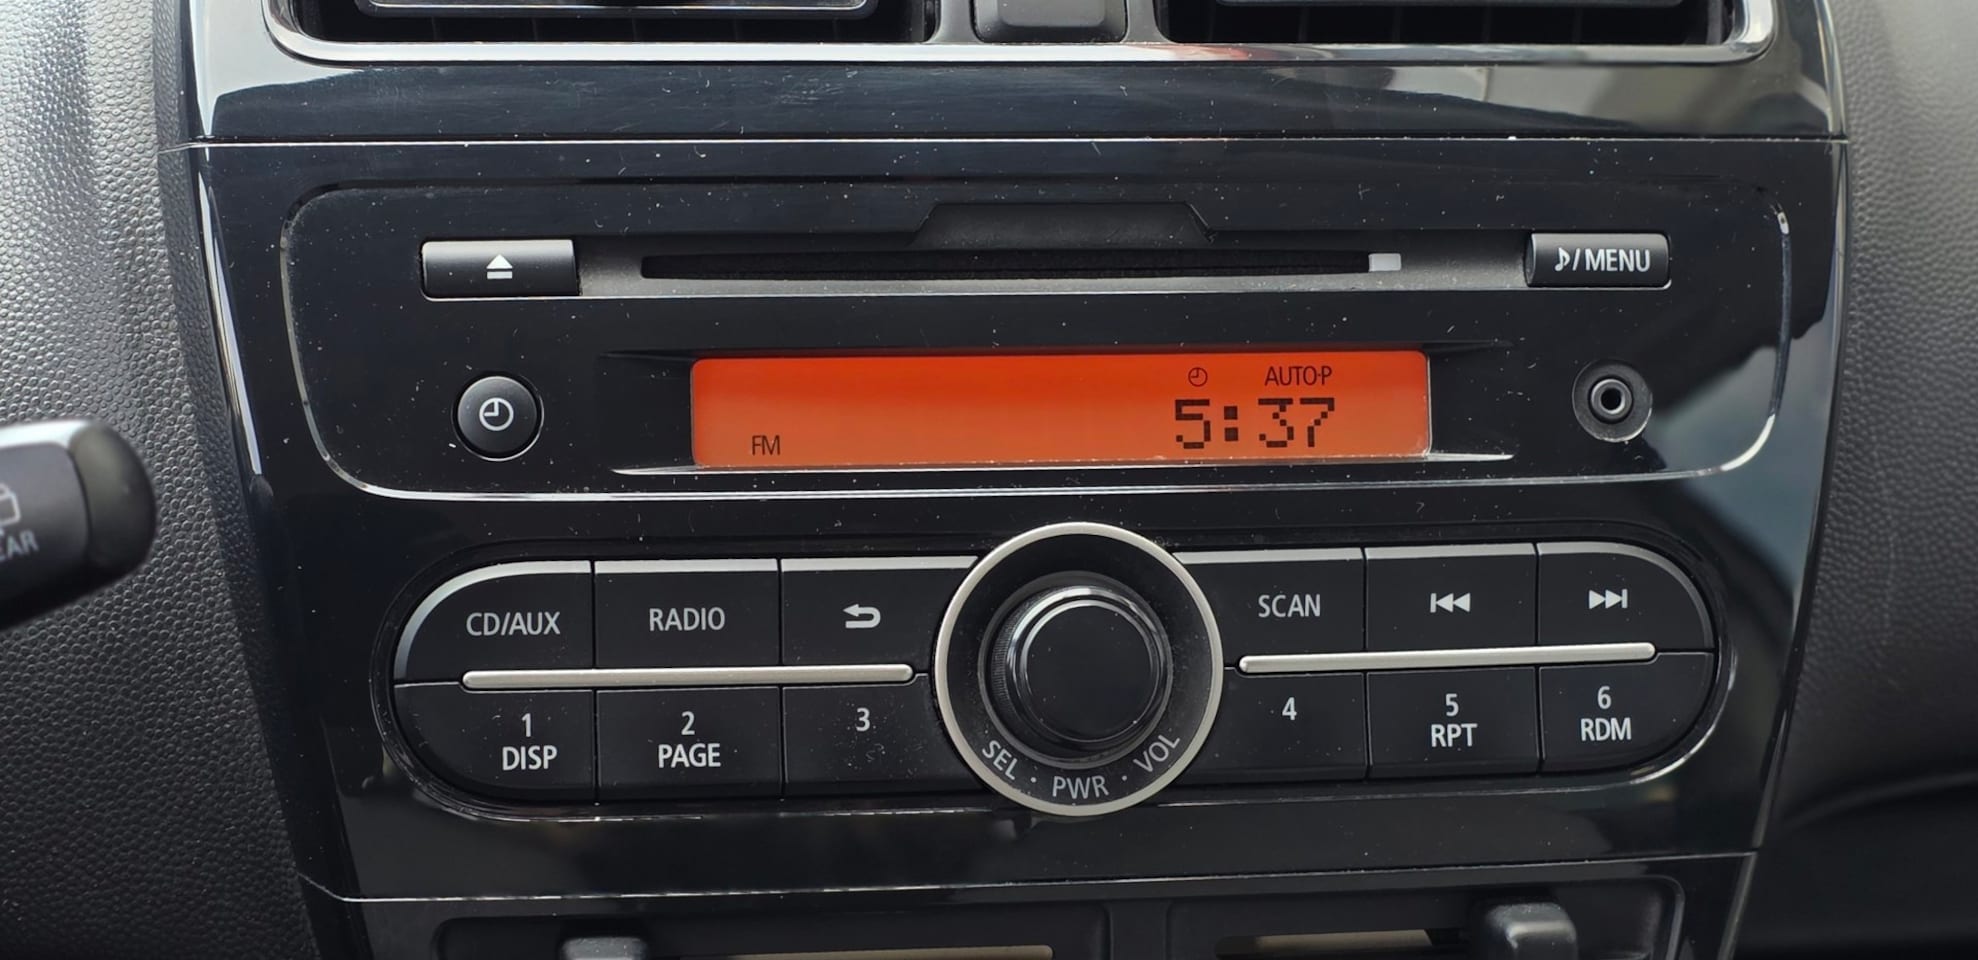 ♪/MENU
AUTO·P
FM 5:37
CD/AUX RADIO SCAN
1 2 3 4 5 6
DISP PAGE RPT RDM
SEL · PWR · VOL